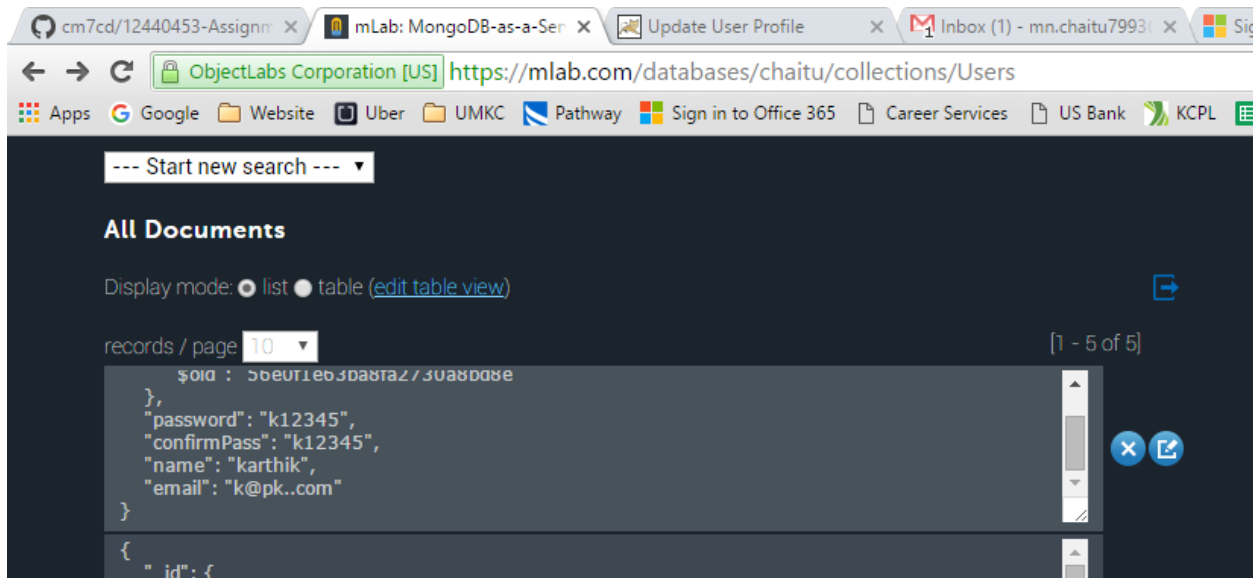 cm7cd/12440453-Assignm
mLab: MongoDB-as-a-Ser
Update User Profile
Inbox (1) - mn.chaitu7993(
Sig
ObjectLabs Corporation [US] https://mlab.com/databases/chaitu/collections/Users
Apps Google Website Uber UMKC Pathway Sign in to Office 365 Career Services US Bank KCPL
--- Start new search ---
All Documents
Display mode: list table (edit table view)
records / page 10 [1 - 5 of 5]
},
"password": "k12345",
"confirmPass": "k12345",
"name": "karthik",
"email": "k@pk..com"
}
{
"_id": {